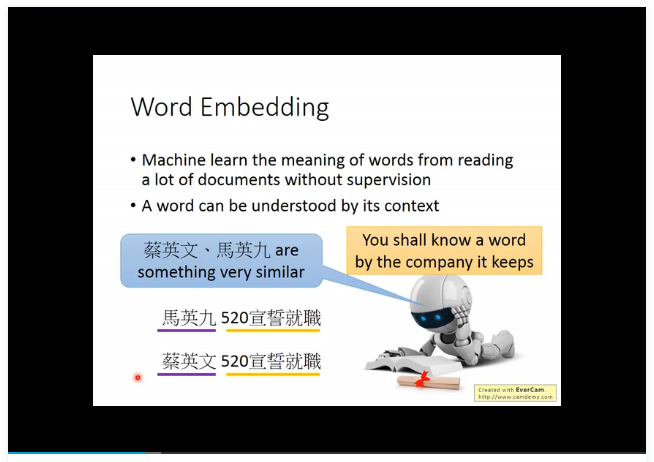 Word Embedding
• Machine learn the meaning of words from reading
a lot of documents without supervision
• A word can be understood by its context
蔡英文、馬英九 are
something very similar
You shall know a word
by the company it keeps
馬英九 520宣誓就職
蔡英文 520宣誓就職
Created with EverCam.
http://www.camdemy.com